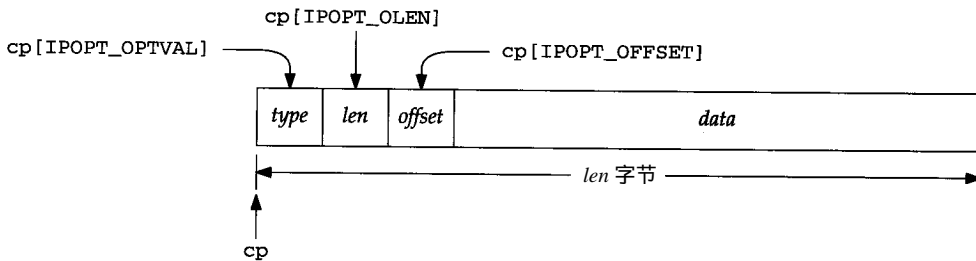 cp[IPOPT_OLEN]
cp[IPOPT_OPTVAL]
cp[IPOPT_OFFSET]
type len offset data
len 字节
cp